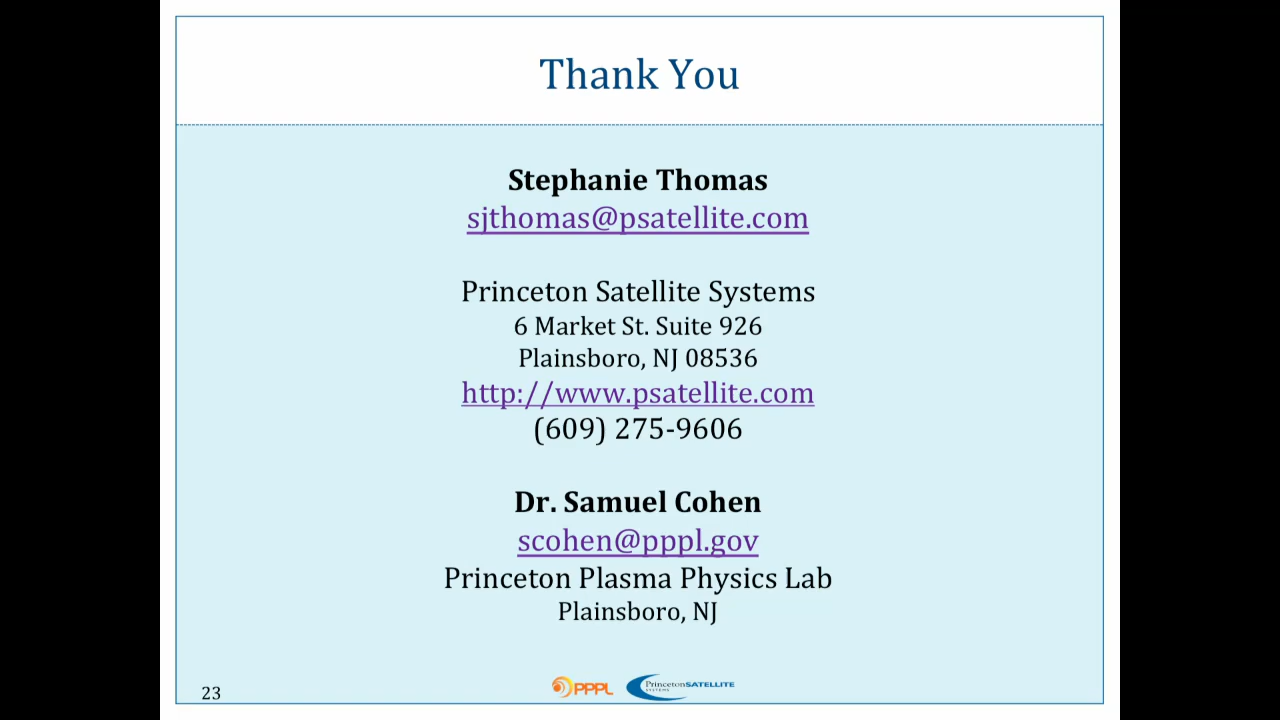 Thank You
Stephanie Thomas
sjthomas@psatellite.com
Princeton Satellite Systems
6 Market St. Suite 926
Plainsboro, NJ 08536
http://www.psatellite.com
(609) 275-9606
Dr. Samuel Cohen
scohen@pppl.gov
Princeton Plasma Physics Lab
Plainsboro, NJ
23
PPPL
PrincetonSATELLITE
SYSTEMS